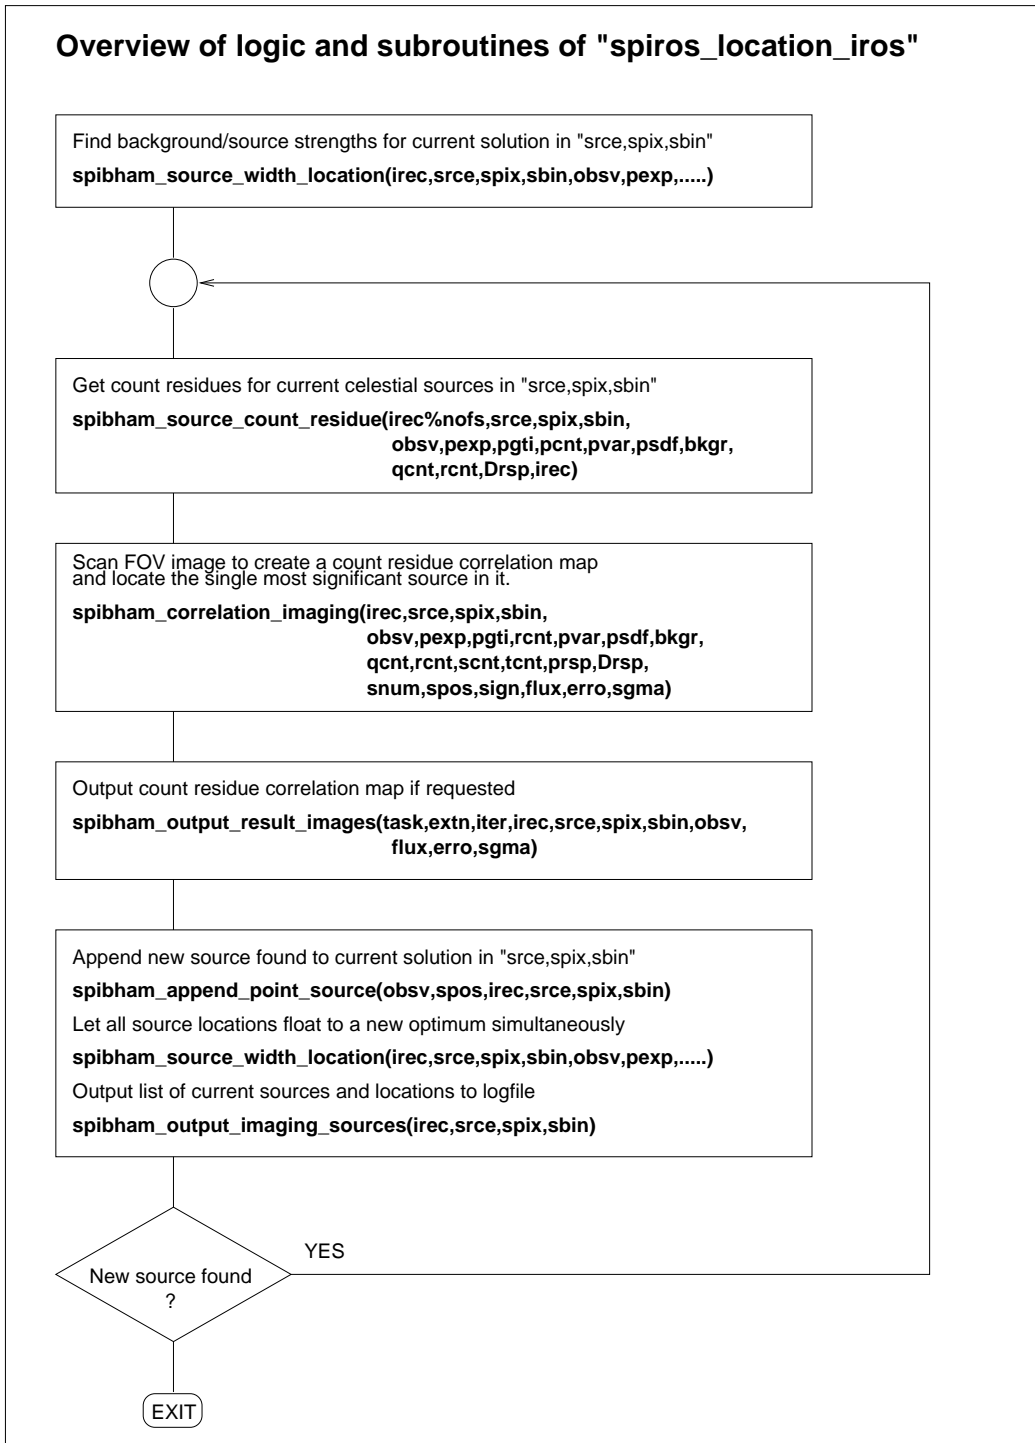 Overview of logic and subroutines of "spiros_location_iros"
Find background/source strengths for current solution in "srce,spix,sbin"
spibham_source_width_location(irec,srce,spix,sbin,obsv,pexp,.....)
Get count residues for current celestial sources in "srce,spix,sbin"
spibham_source_count_residue(irec%nofs,srce,spix,sbin,
obsv,pexp,pgti,pcnt,pvar,psdf,bkgr,
qcnt,rcnt,Drsp,irec)
Scan FOV image to create a count residue correlation map
and locate the single most significant source in it.
spibham_correlation_imaging(irec,srce,spix,sbin,
obsv,pexp,pgti,rcnt,pvar,psdf,bkgr,
qcnt,rcnt,scnt,tcnt,prsp,Drsp,
snum,spos,sign,flux,erro,sgma)
Output count residue correlation map if requested
spibham_output_result_images(task,extn,iter,irec,srce,spix,sbin,obsv,
flux,erro,sgma)
Append new source found to current solution in "srce,spix,sbin"
spibham_append_point_source(obsv,spos,irec,srce,spix,sbin)
Let all source locations float to a new optimum simultaneously
spibham_source_width_location(irec,srce,spix,sbin,obsv,pexp,.....)
Output list of current sources and locations to logfile
spibham_output_imaging_sources(irec,srce,spix,sbin)
YES
New source found
?
EXIT